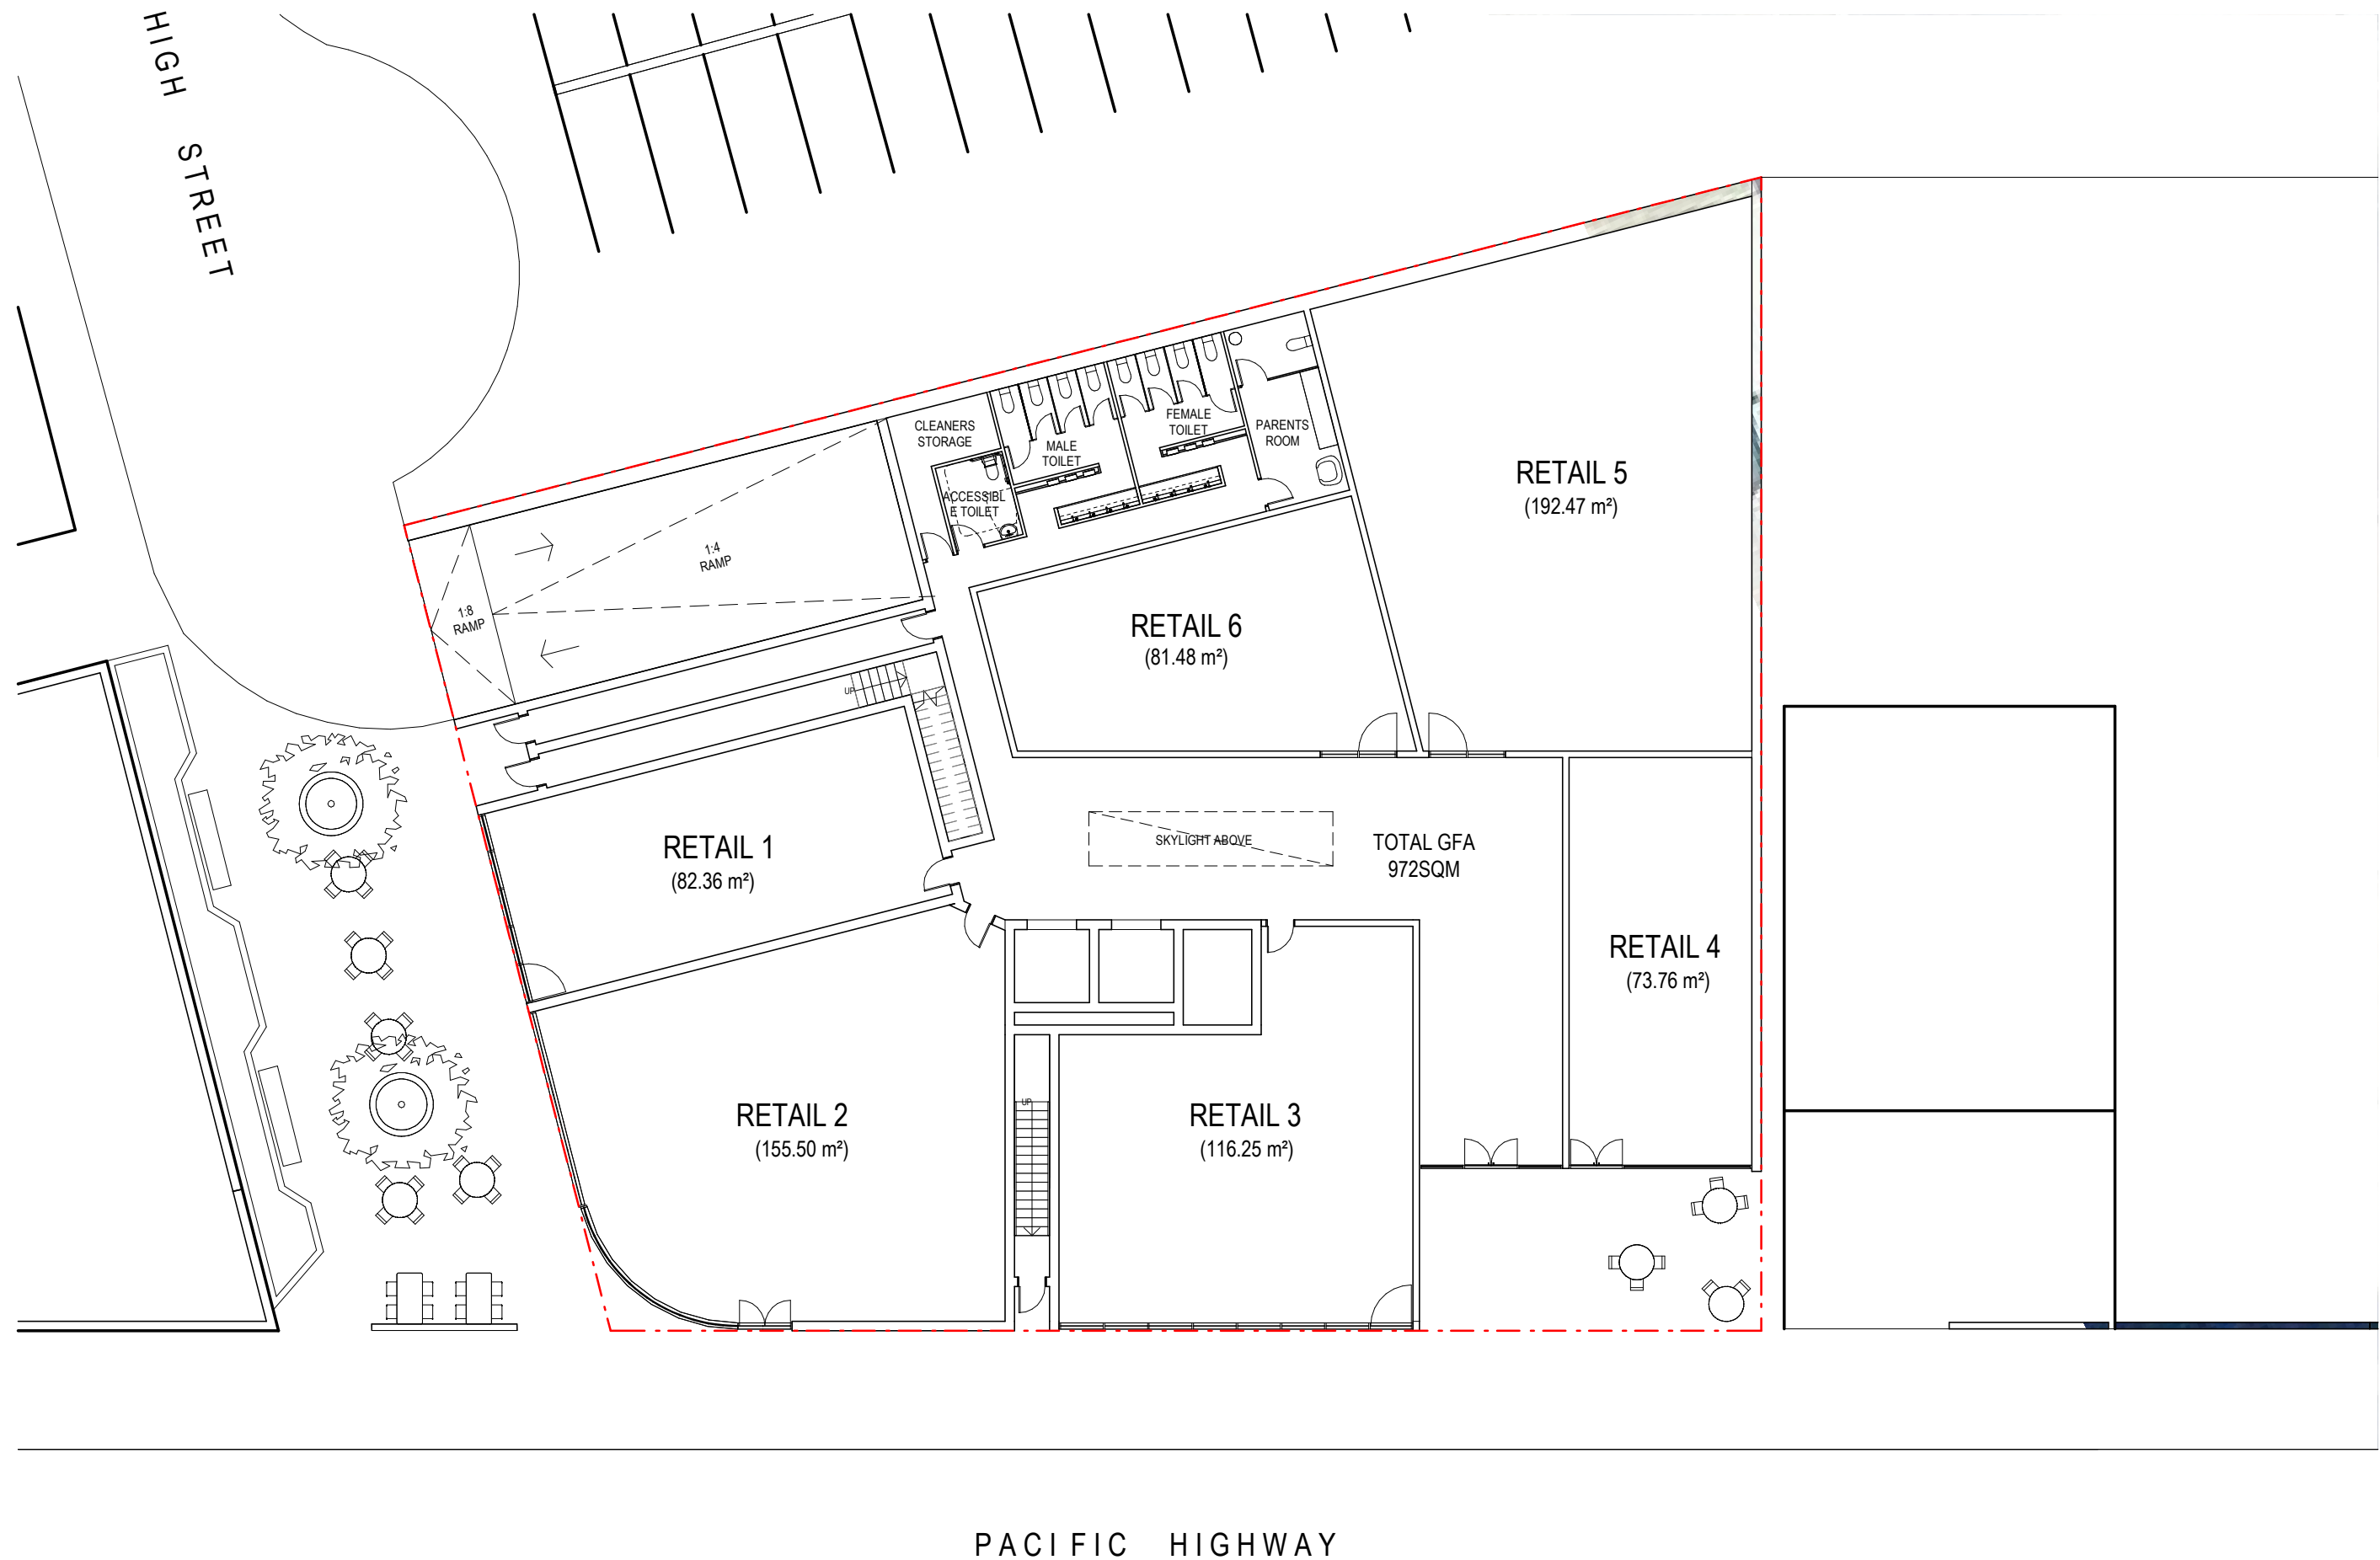 HIGH STREET
CLEANERS
STORAGE
MALE
TOILET
FEMALE
TOILET
PARENTS
ROOM
ACCESSIBL
E TOILET
RETAIL 5
(192.47 m²)
1:4
RAMP
1:8
RAMP
RETAIL 6
(81.48 m²)
UP
RETAIL 1
(82.36 m²)
SKYLIGHT ABOVE
TOTAL GFA
972SQM
RETAIL 4
(73.76 m²)
UP
RETAIL 2
(155.50 m²)
RETAIL 3
(116.25 m²)
PACIFIC HIGHWAY